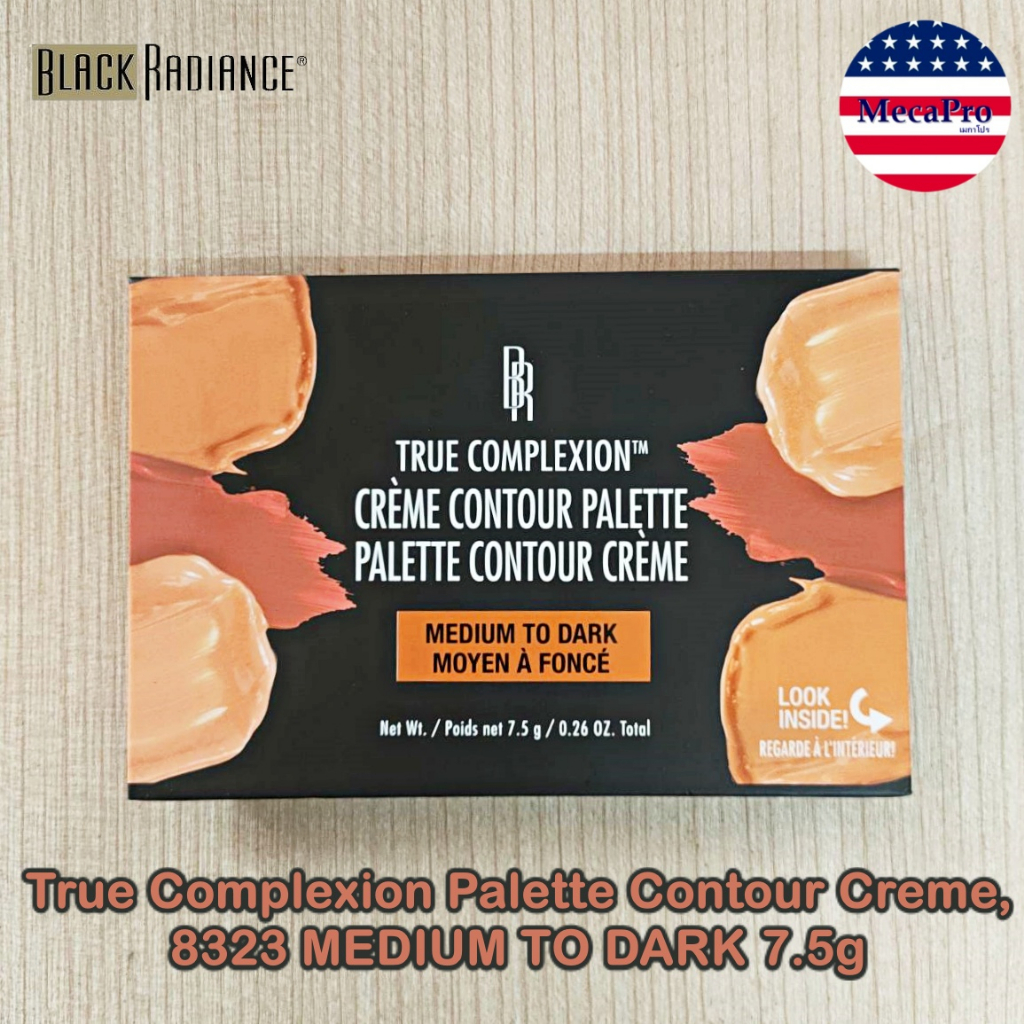 BLACK RADIANCE®
MecaPro
เมกาโปร
BR
TRUE COMPLEXION™
CRÈME CONTOUR PALETTE
PALETTE CONTOUR CRÈME
MEDIUM TO DARK
MOYEN À FONCÉ
Net Wt. / Poids net 7.5 g / 0.26 OZ. Total
LOOK
INSIDE!
REGARDE À L'INTÉRIEUR!
True Complexion Palette Contour Creme,
8323 MEDIUM TO DARK 7.5g